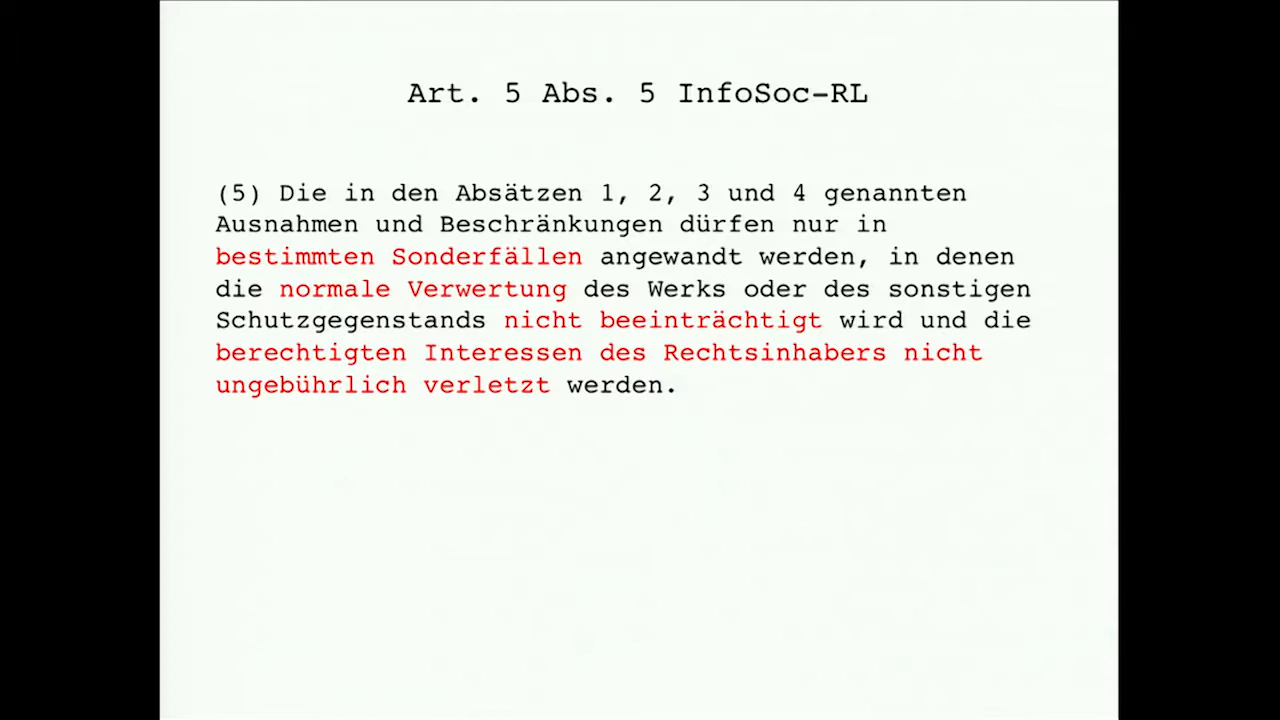 Art. 5 Abs. 5 InfoSoc-RL
(5) Die in den Absätzen 1, 2, 3 und 4 genannten
Ausnahmen und Beschränkungen dürfen nur in
bestimmten Sonderfällen angewandt werden, in denen
die normale Verwertung des Werks oder des sonstigen
Schutzgegenstands nicht beeinträchtigt wird und die
berechtigten Interessen des Rechtsinhabers nicht
ungebührlich verletzt werden.